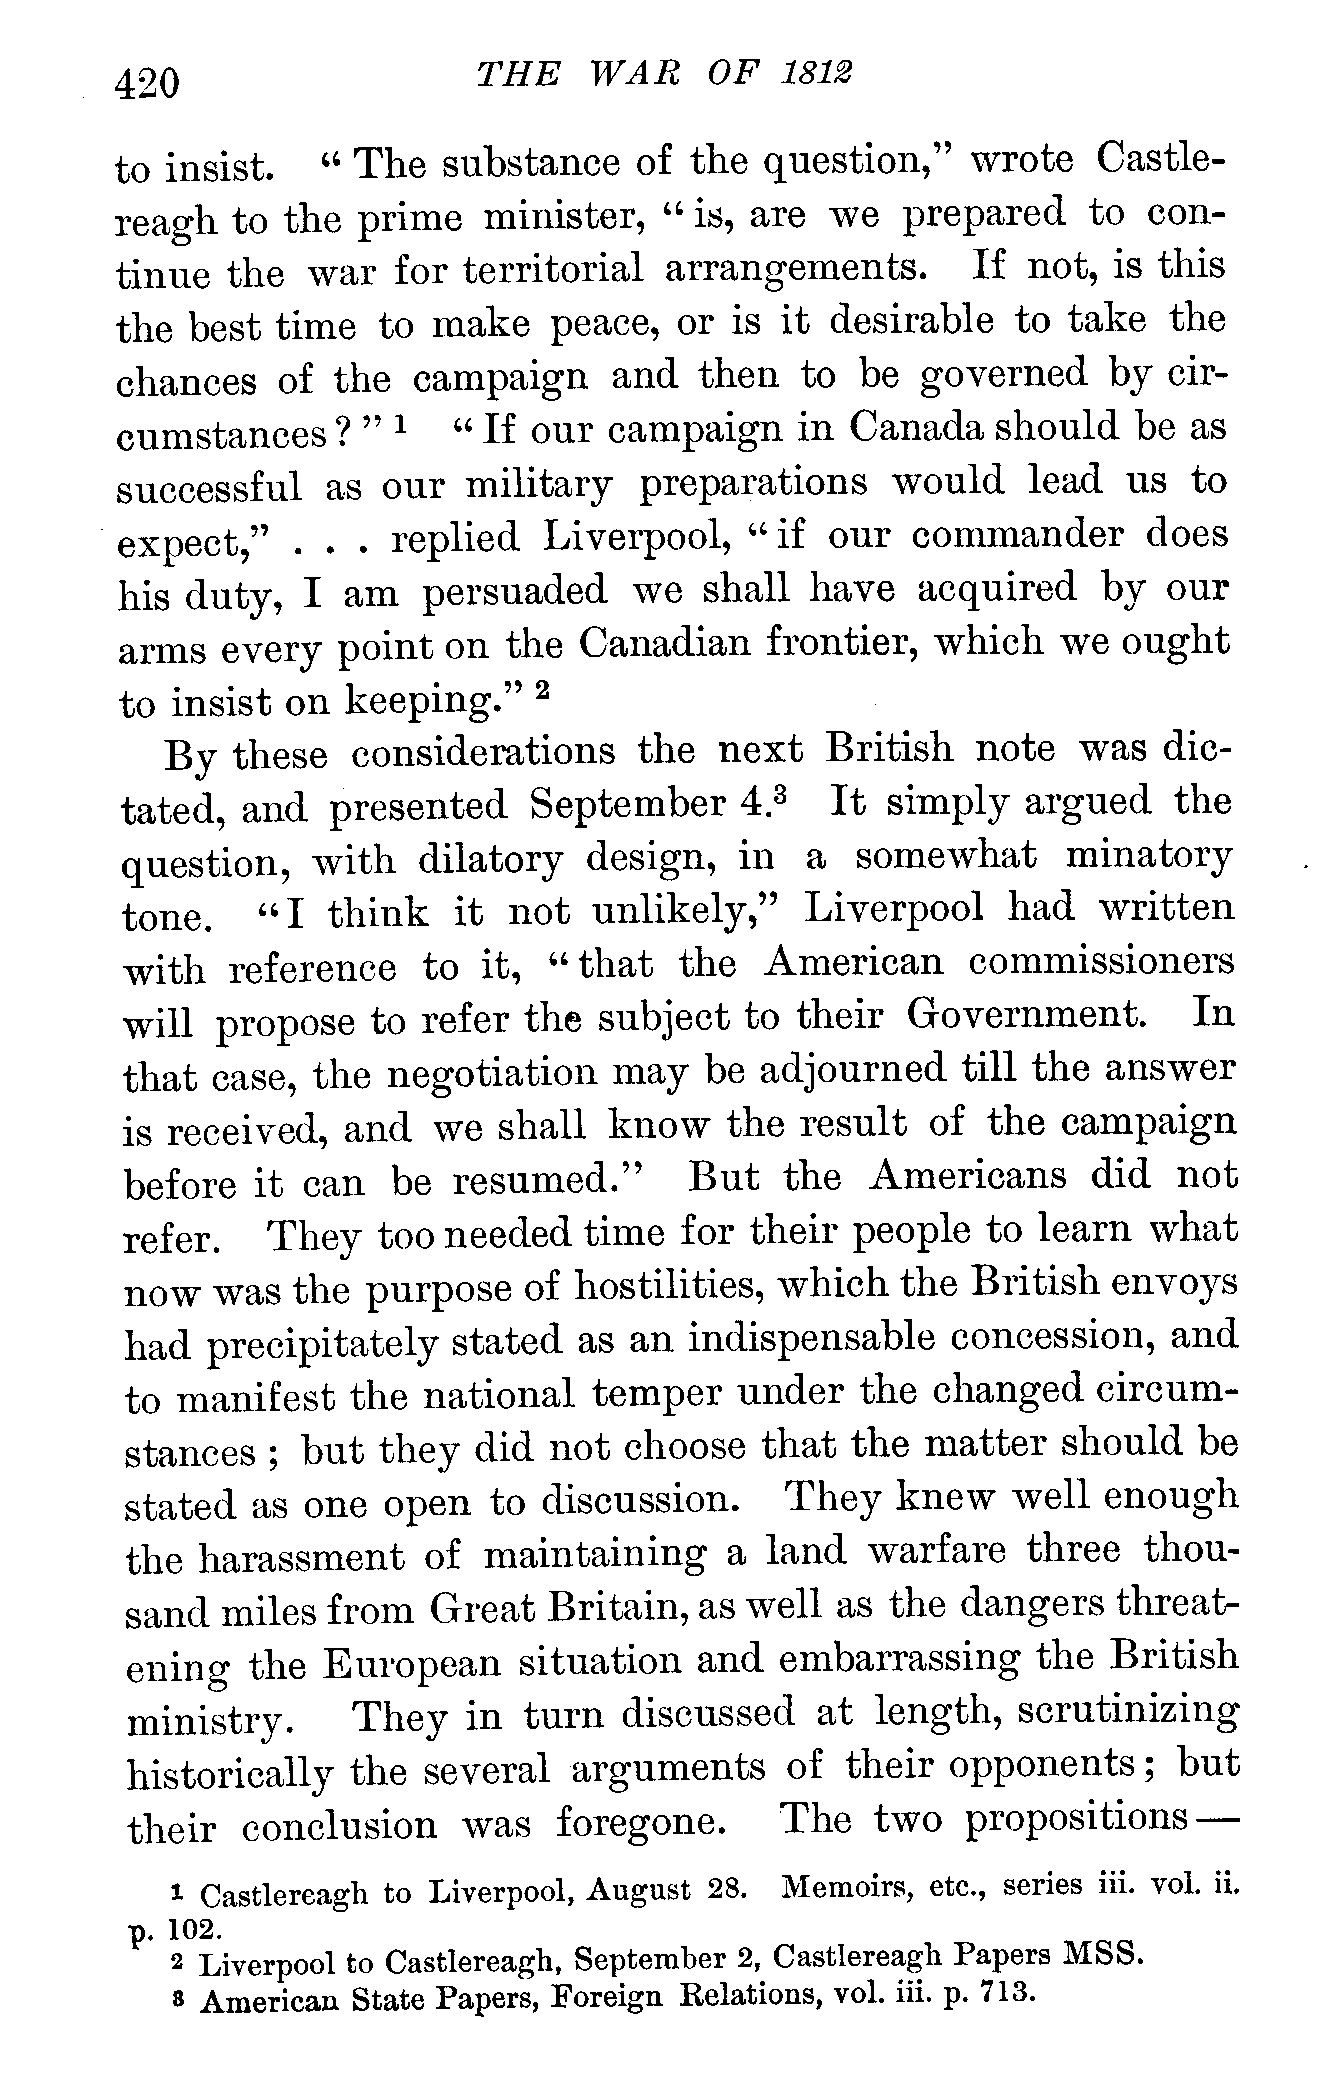 420 THE WAR OF 1812
to insist. “ The substance of the question,” wrote Castle-
reagh to the prime minister, “ is, are we prepared to con-
tinue the war for territorial arrangements. If not, is this
the best time to make peace, or is it desirable to take the
chances of the campaign and then to be governed by cir-
cumstances ? ” ¹ “ If our campaign in Canada should be as
successful as our military preparations would lead us to
expect,” . . . replied Liverpool, “ if our commander does
his duty, I am persuaded we shall have acquired by our
arms every point on the Canadian frontier, which we ought
to insist on keeping.” ²
By these considerations the next British note was dic-
tated, and presented September 4.³ It simply argued the
question, with dilatory design, in a somewhat minatory
tone. “ I think it not unlikely,” Liverpool had written
with reference to it, “ that the American commissioners
will propose to refer the subject to their Government. In
that case, the negotiation may be adjourned till the answer
is received, and we shall know the result of the campaign
before it can be resumed.” But the Americans did not
refer. They too needed time for their people to learn what
now was the purpose of hostilities, which the British envoys
had precipitately stated as an indispensable concession, and
to manifest the national temper under the changed circum-
stances ; but they did not choose that the matter should be
stated as one open to discussion. They knew well enough
the harassment of maintaining a land warfare three thou-
sand miles from Great Britain, as well as the dangers threat-
ening the European situation and embarrassing the British
ministry. They in turn discussed at length, scrutinizing
historically the several arguments of their opponents ; but
their conclusion was foregone. The two propositions —
¹ Castlereagh to Liverpool, August 28. Memoirs, etc., series iii. vol. ii.
p. 102.
² Liverpool to Castlereagh, September 2, Castlereagh Papers MSS.
³ American State Papers, Foreign Relations, vol. iii. p. 713.